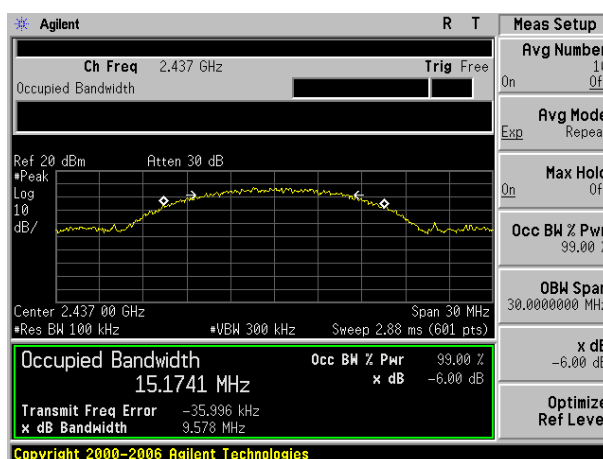 Agilent R T Meas Setup
Ch Freq 2.437 GHz Trig Free
Occupied Bandwidth
Ref 20 dBm Atten 30 dB
#Peak
Log
10
dB/
Center 2.437 00 GHz Span 30 MHz
#Res BW 100 kHz #VBW 300 kHz Sweep 2.88 ms (601 pts)
Occupied Bandwidth Occ BW % Pwr 99.00 %
15.1741 MHz x dB -6.00 dB
Transmit Freq Error -35.996 kHz
x dB Bandwidth 9.578 MHz
Copyright 2000-2006 Agilent Technologies
Avg Number
10
On Of
Avg Mode
Exp Repea
Max Hold
On Of
Occ BW % Pwr
99.00 %
OBW Span
30.0000000 MHz
x dB
-6.00 dB
Optimize
Ref Level